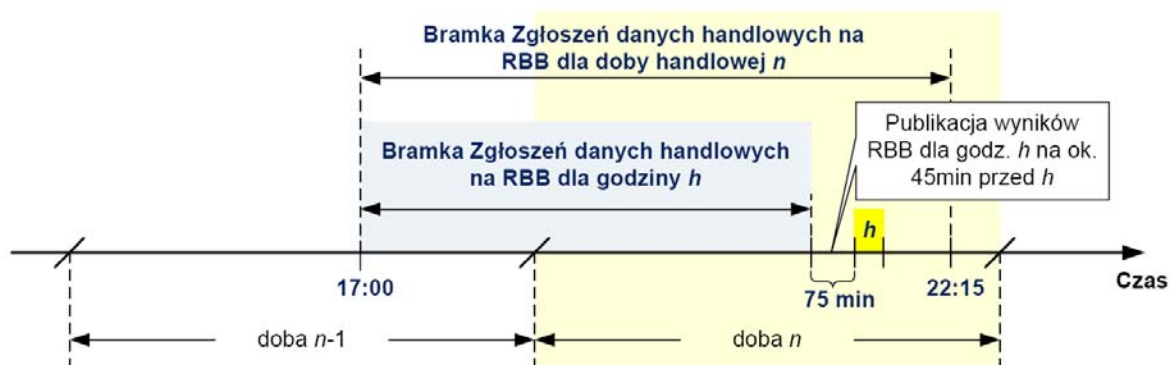 Bramka Zgłoszeń danych handlowych na
RBB dla doby handlowej n
Publikacja wyników
RBB dla godz. h na ok.
45min przed h
Bramka Zgłoszeń danych handlowych
na RBB dla godziny h
h
17:00
75 min
22:15
Czas
doba n-1
doba n